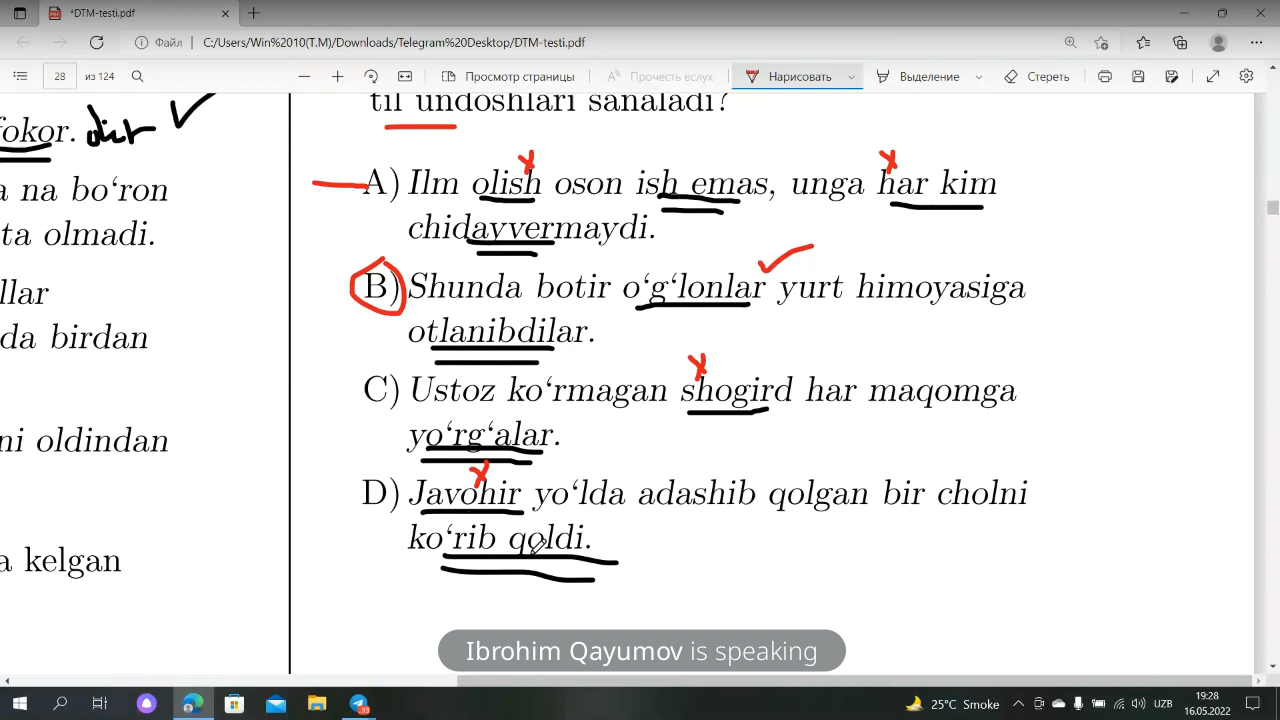 *DTM-testi.pdf
Файл
C:/Users/Win%2010(T.M)/Downloads/Telegram%20Desktop/DTM-testi.pdf
28 из 124
Просмотр страницы
Прочесть вслух
Нарисовать
Выделение
Стереть
fokor.
a na bo‘ron
ta olmadi.
llar
da birdan
ni oldindan
a kelgan
til undoshlari sanaladi?
A) Ilm olish oson ish emas, unga har kim
chidayvermaydi.
B) Shunda botir o‘g‘lonlar yurt himoyasiga
otlanibdilar.
C) Ustoz ko‘rmagan shogird har maqomga
yo‘rg‘alar.
D) Javohir yo‘lda adashib qolgan bir cholni
ko‘rib qoldi.
Ibrohim Qayumov is speaking
25°C Smoke
UZB
19:28
16.05.2022